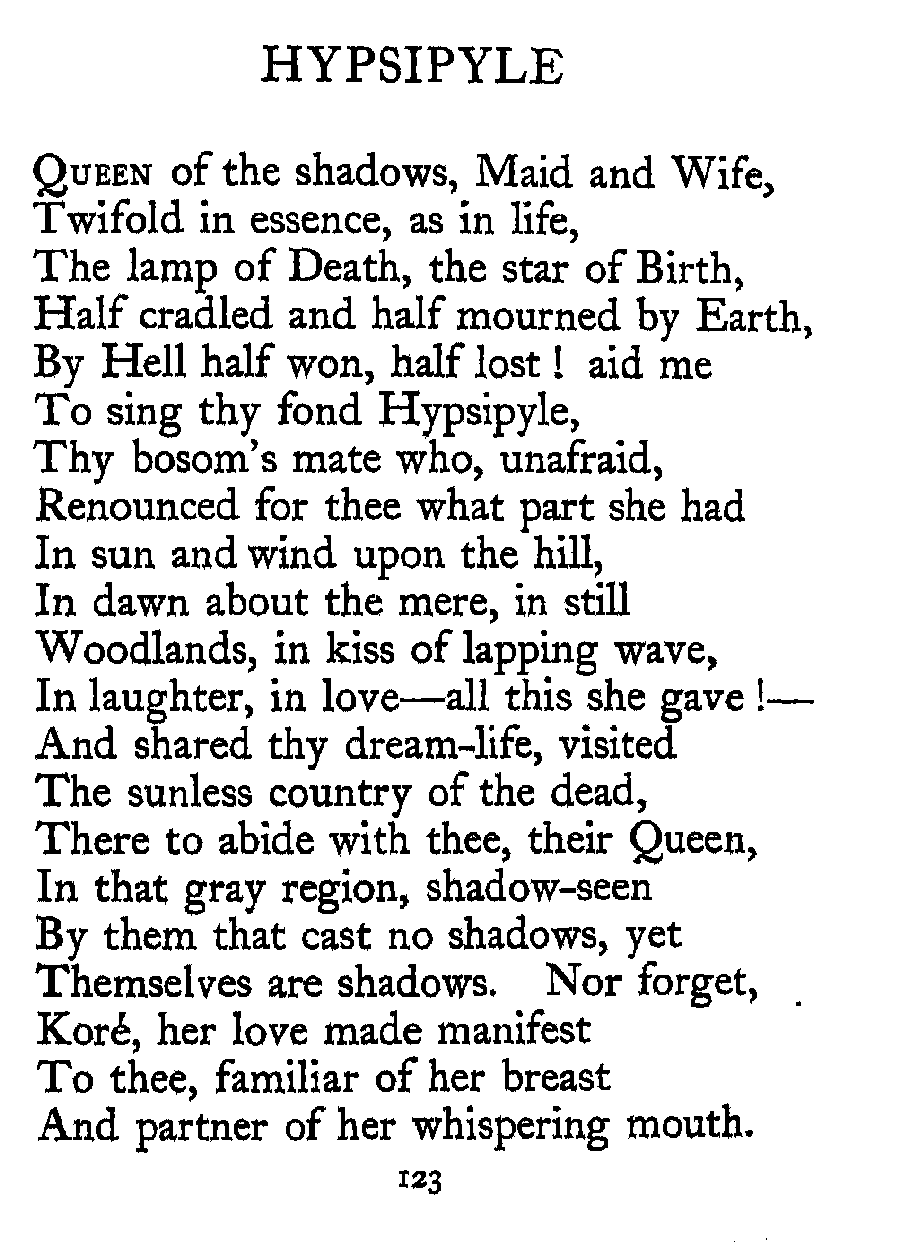 HYPSIPYLE
QUEEN of the shadows, Maid and Wife,
Twifold in essence, as in life,
The lamp of Death, the star of Birth,
Half cradled and half mourned by Earth,
By Hell half won, half lost ! aid me
To sing thy fond Hypsipyle,
Thy bosom's mate who, unafraid,
Renounced for thee what part she had
In sun and wind upon the hill,
In dawn about the mere, in still
Woodlands, in kiss of lapping wave,
In laughter, in love—all this she gave !—
And shared thy dream-life, visited
The sunless country of the dead,
There to abide with thee, their Queen,
In that gray region, shadow-seen
By them that cast no shadows, yet
Themselves are shadows. Nor forget,
Koré, her love made manifest
To thee, familiar of her breast
And partner of her whispering mouth.
123